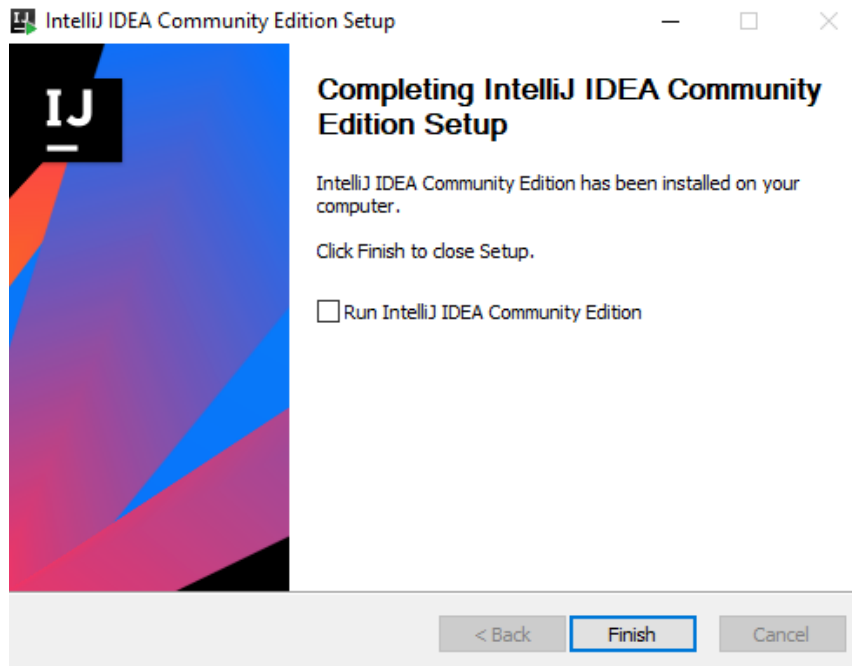 IntelliJ IDEA Community Edition Setup
IJ
Completing IntelliJ IDEA Community
Edition Setup
IntelliJ IDEA Community Edition has been installed on your
computer.
Click Finish to close Setup.
Run IntelliJ IDEA Community Edition
< Back
Finish
Cancel